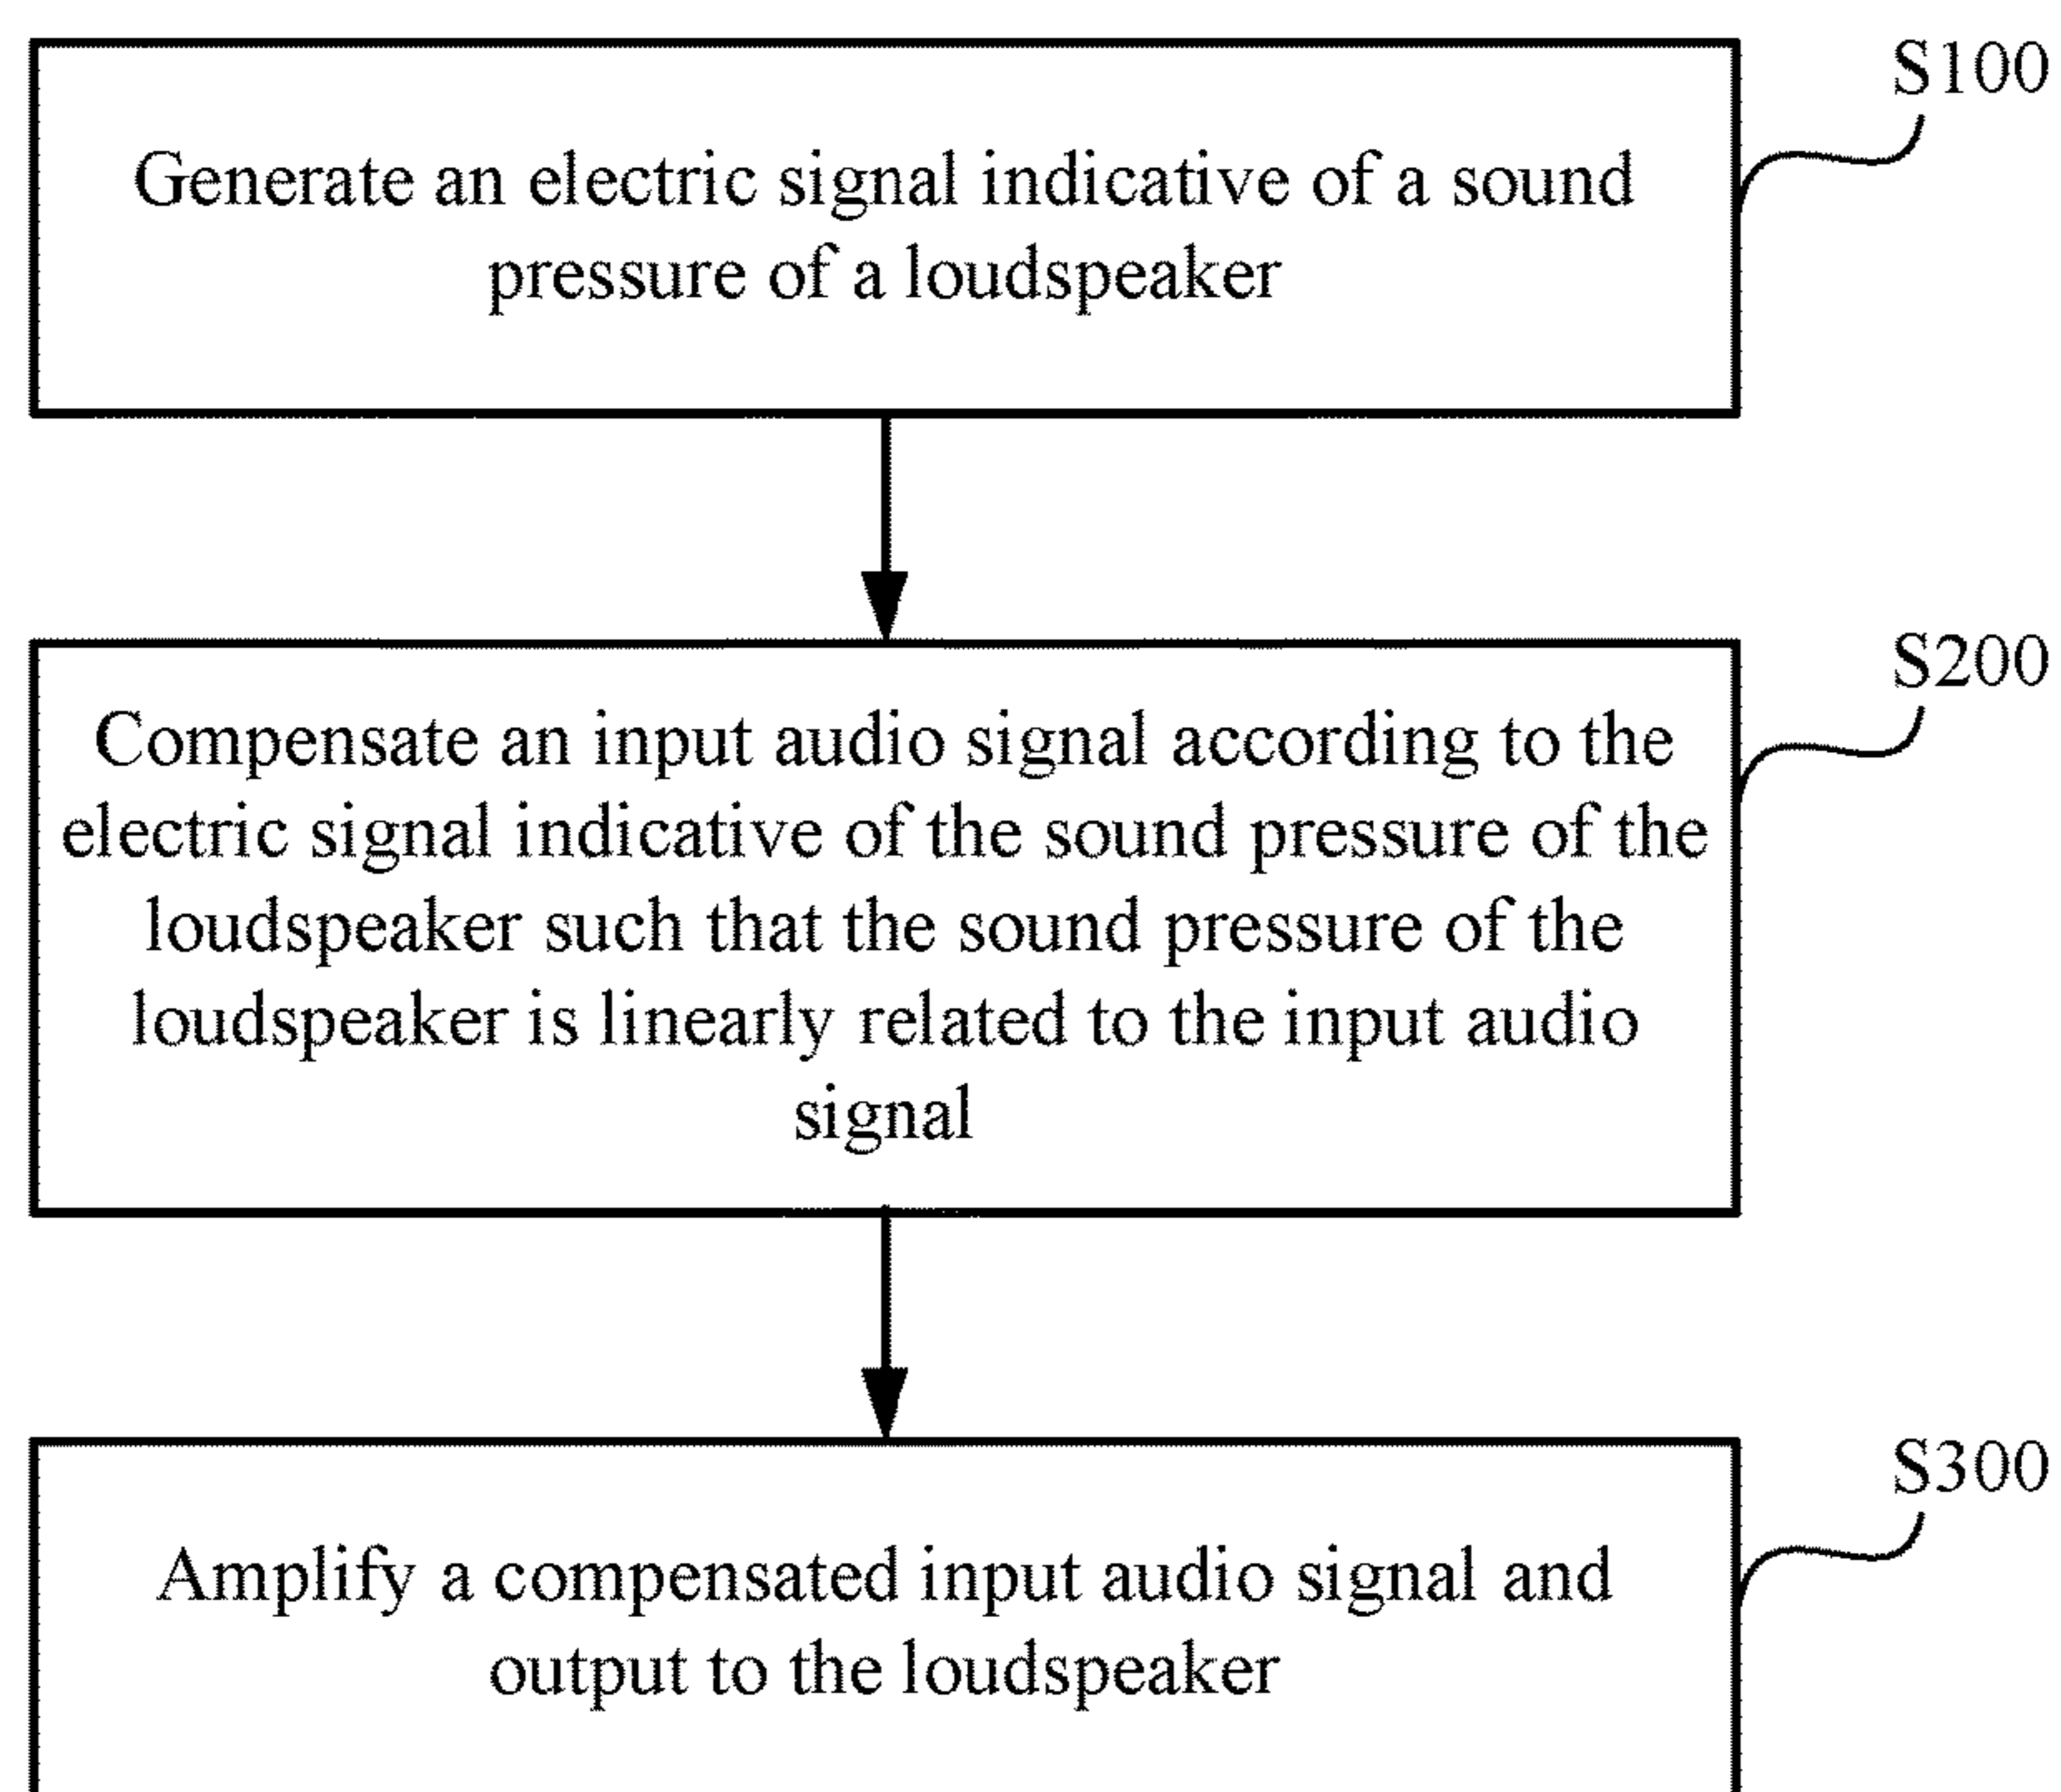 S100
Generate an electric signal indicative of a sound
pressure of a loudspeaker
S200
Compensate an input audio signal according to the
electric signal indicative of the sound pressure of the
loudspeaker such that the sound pressure of the
loudspeaker is linearly related to the input audio
signal
S300
Amplify a compensated input audio signal and
output to the loudspeaker